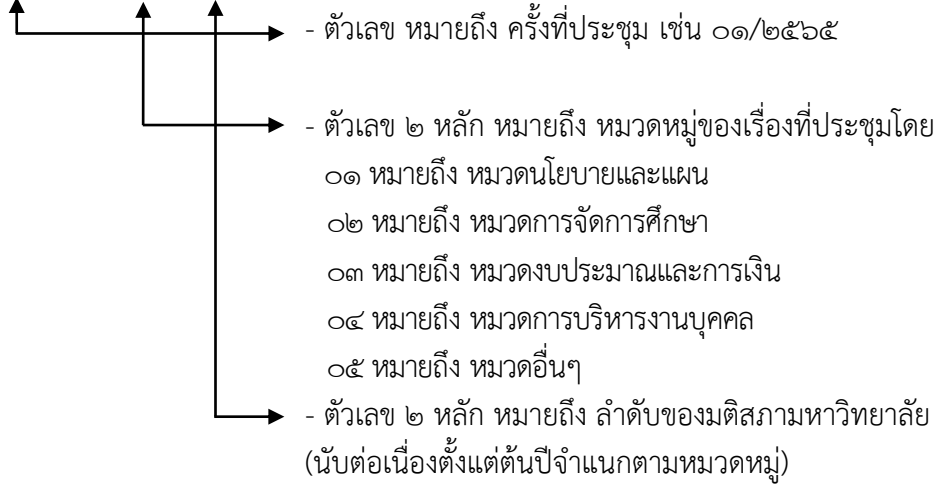 - ตัวเลข หมายถึง ครั้งที่ประชุม เช่น ๐๑/๒๕๖๕
- ตัวเลข ๒ หลัก หมายถึง หมวดหมู่ของเรื่องที่ประชุมโดย
๐๑ หมายถึง หมวดนโยบายและแผน
๐๒ หมายถึง หมวดการจัดการศึกษา
๐๓ หมายถึง หมวดงบประมาณและการเงิน
๐๔ หมายถึง หมวดการบริหารงานบุคคล
๐๕ หมายถึง หมวดอื่นๆ
- ตัวเลข ๒ หลัก หมายถึง ลำดับของมติสภามหาวิทยาลัย
(นับต่อเนื่องตั้งแต่ต้นปีจำแนกตามหมวดหมู่)